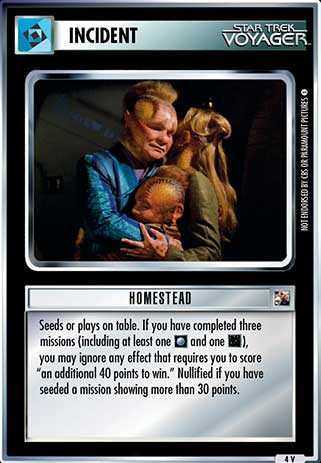 INCIDENT
STAR TREK
VOYAGER
NOT ENDORSED BY CBS OR PARAMOUNT PICTURES
HOMESTEAD
Seeds or plays on table. If you have completed three
missions (including at least one and one ),
you may ignore any effect that requires you to score
“an additional 40 points to win.” Nullified if you have
seeded a mission showing more than 30 points.
4 V